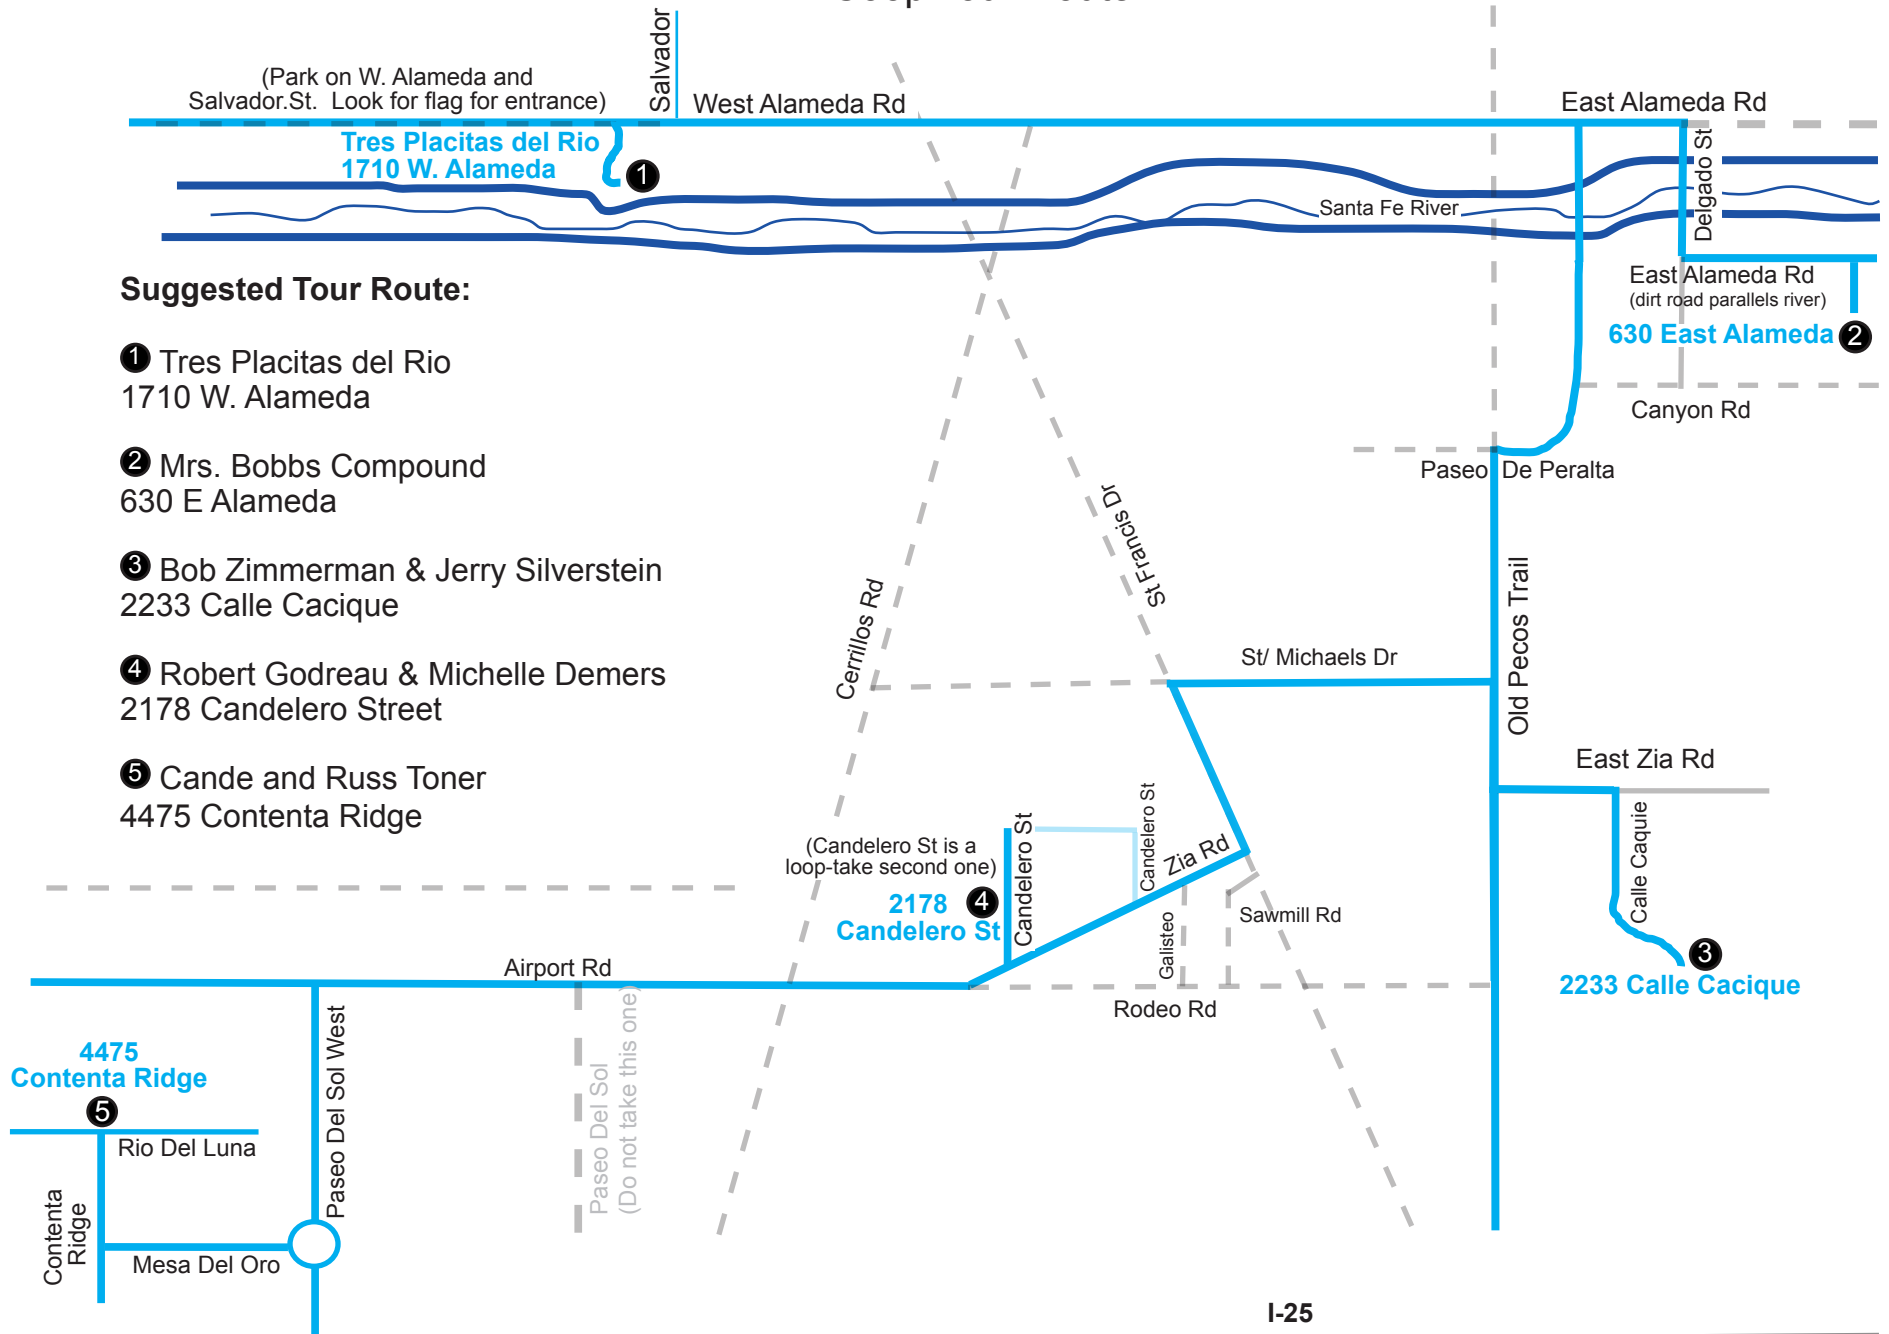 Salvador
(Park on W. Alameda and
Salvador.St.  Look for flag for entrance)
West Alameda Rd
East Alameda Rd
Tres Placitas del Rio
1710 W. Alameda
1
Delgado St
Santa Fe River
East Alameda Rd
(dirt road parallels river)
630 East Alameda
2
Canyon Rd
Paseo De Peralta
Suggested Tour Route:
1 Tres Placitas del Rio
1710 W. Alameda
2 Mrs. Bobbs Compound
630 E Alameda
3 Bob Zimmerman & Jerry Silverstein
2233 Calle Cacique
4 Robert Godreau & Michelle Demers
2178 Candelero Street
5 Cande and Russ Toner
4475 Contenta Ridge
St Francis Dr
Cerrillos Rd
Old Pecos Trail
St/ Michaels Dr
East Zia Rd
Calle Caquie
3
2233 Calle Cacique
(Candelero St is a
loop-take second one)
2178
Candelero St
4
Candelero St
Candelero St
Zia Rd
Galisteo
Sawmill Rd
Rodeo Rd
Airport Rd
Paseo Del Sol
(Do not take this one)
Paseo Del Sol West
4475
Contenta Ridge
5
Rio Del Luna
Contenta
Ridge
Mesa Del Oro
I-25